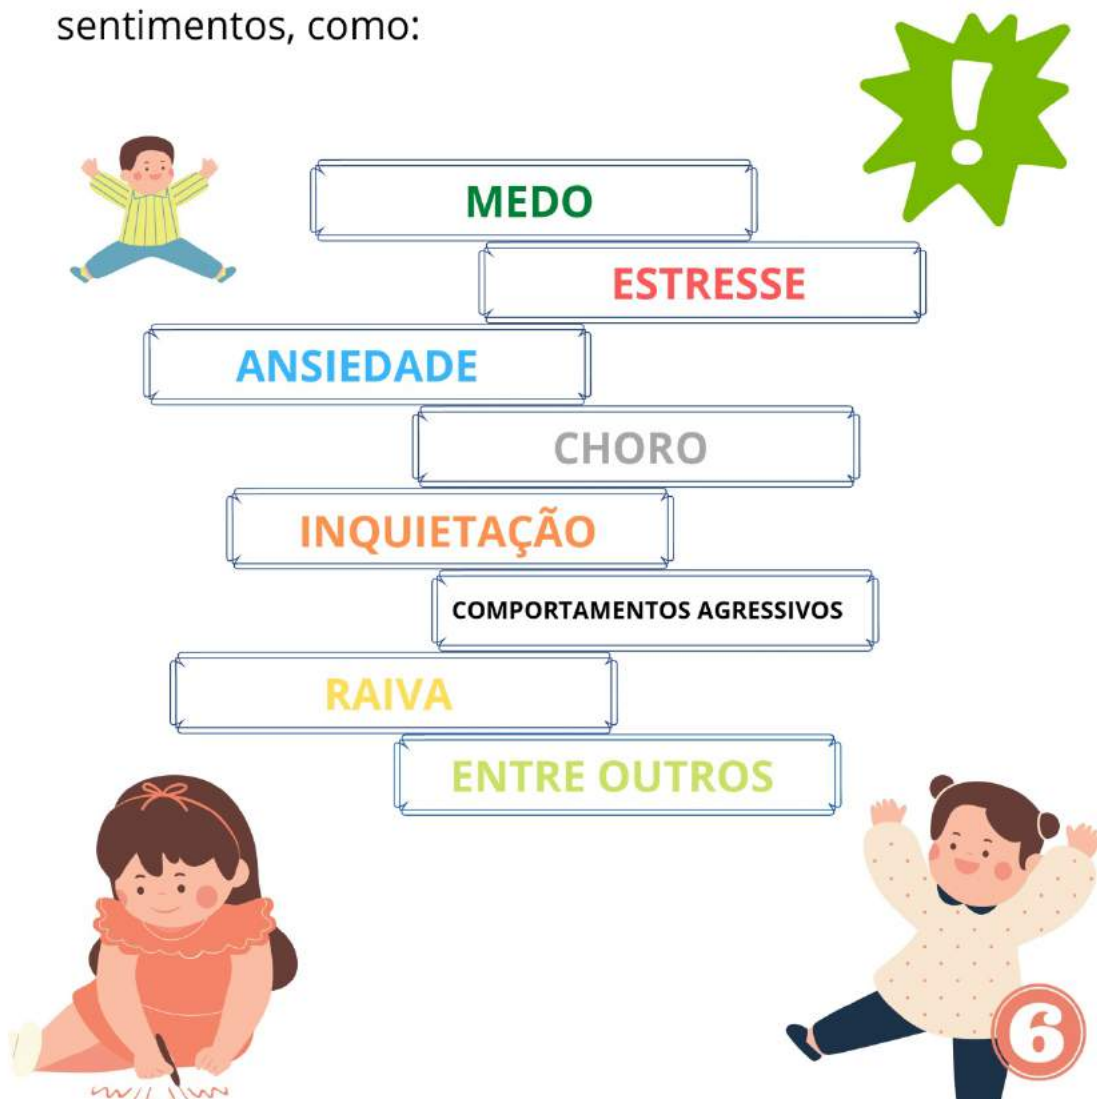 sentimentos, como:
!
MEDO
ESTRESSE
ANSIEDADE
CHORO
INQUIETAÇÃO
COMPORTAMENTOS AGRESSIVOS
RAIVA
ENTRE OUTROS
6